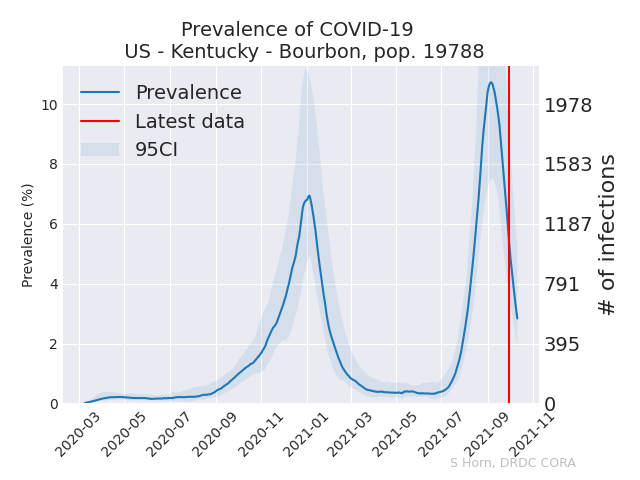 Prevalence of COVID-19
US - Kentucky - Bourbon, pop. 19788
Prevalence
Latest data
95CI
Prevalence (%)
10
8
6
4
2
0
1978
1583
1187
791
395
0
# of infections
2020-03
2020-05
2020-07
2020-09
2020-11
2021-01
2021-03
2021-05
2021-07
2021-09
2021-11
S Horn, DRDC CORA